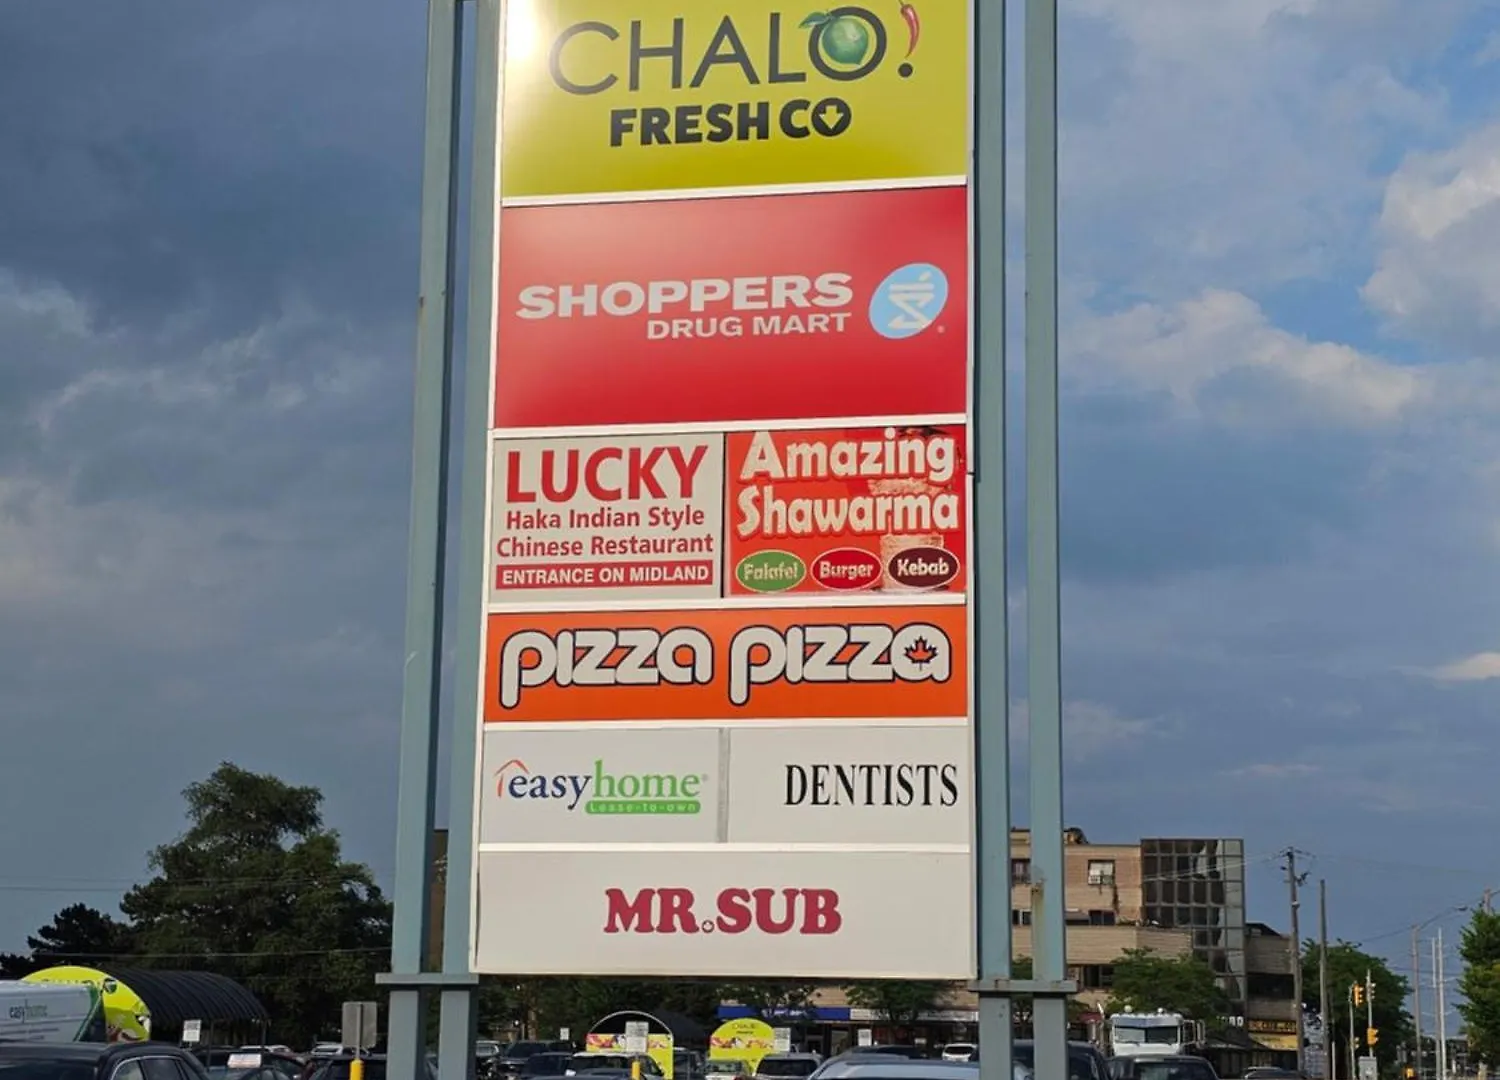 CHALO!
FRESHCO
SHOPPERS
DRUG MART
LUCKY
Haka Indian Style
Chinese Restaurant
ENTRANCE ON MIDLAND
Amazing
Shawarma
Falafel Burger Kebab
pizza pizza
easyhome
Lease-to-own
DENTISTS
MR.SUB
easyhome